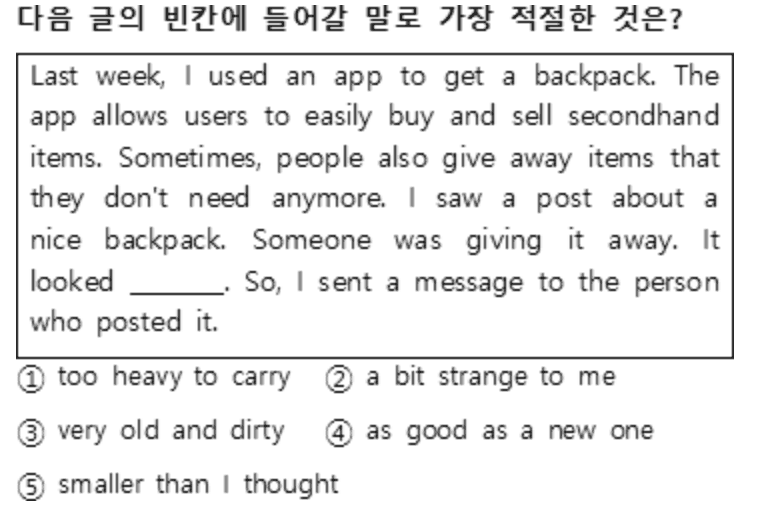 다음 글의 빈칸에 들어갈 말로 가장 적절한 것은?
Last week, I used an app to get a backpack. The
app allows users to easily buy and sell secondhand
items. Sometimes, people also give away items that
they don't need anymore. I saw a post about a
nice backpack. Someone was giving it away. It
looked _______. So, I sent a message to the person
who posted it.
① too heavy to carry ② a bit strange to me
③ very old and dirty ④ as good as a new one
⑤ smaller than I thought